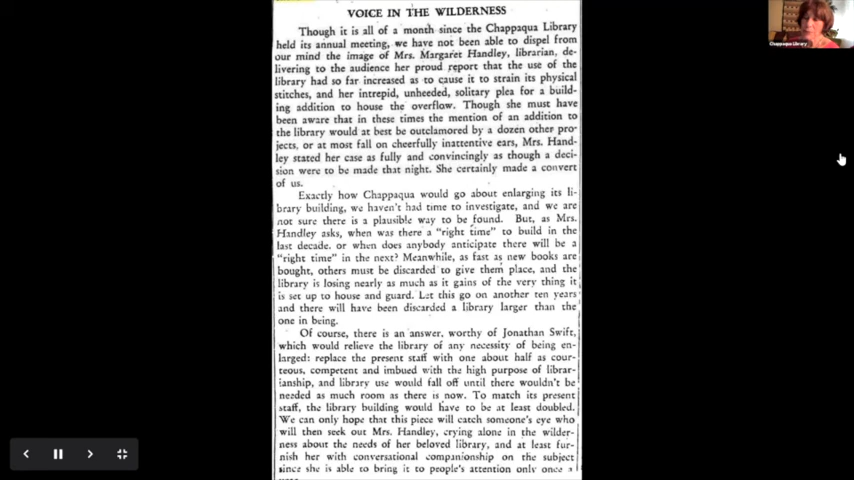 VOICE IN THE WILDERNESS
Though it is all of a month since the Chappaqua Library
held its annual meeting, we have not been able to dispel from
our mind the image of Mrs. Margaret Handley, librarian, de-
livering to the audience her proud report that the use of the
library had so far increased as to cause it to strain its physical
stitches, and her intrepid, unheeded, solitary plea for a build-
ing addition to house the overflow. Though she must have
been aware that in these times the mention of an addition to
the library would at best be outclamored by a dozen other pro-
jects, or at most fall on cheerfully inattentive ears, Mrs. Hand-
ley stated her case as fully and convincingly as though a deci-
sion were to be made that night. She certainly made a convert
of us.
Exactly how Chappaqua would go about enlarging its li-
brary building, we haven't had time to investigate, and we are
not sure there is a plausible way to be found. But, as Mrs.
Handley asks, when was there a "right time" to build in the
last decade. or when does anybody anticipate there will be a
"right time" in the next? Meanwhile, as fast as new books are
bought, others must be discarded to give them place, and the
library is losing nearly as much as it gains of the very thing it
is set up to house and guard. Let this go on another ten years
and there will have been discarded a library larger than the
one in being.
Of course, there is an answer, worthy of Jonathan Swift,
which would relieve the library of any necessity of being en-
larged: replace the present staff with one about half as cour-
teous, competent and imbued with the high purpose of librar-
ianship, and library use would fall off until there wouldn't be
needed as much room as there is now. To match its present
staff, the library building would have to be at least doubled.
We can only hope that this piece will catch someone's eye who
will then seek out Mrs. Handley, crying alone in the wilder-
ness about the needs of her beloved library, and at least fur-
nish her with conversational companionship on the subject
since she is able to bring it to people's attention only once a
Chappaqua Library